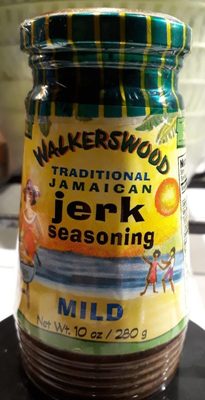 WALKERSWOOD
TRADITIONAL
JAMAICAN
jerk
seasoning
MILD
Net Wt. 10 oz / 280 g